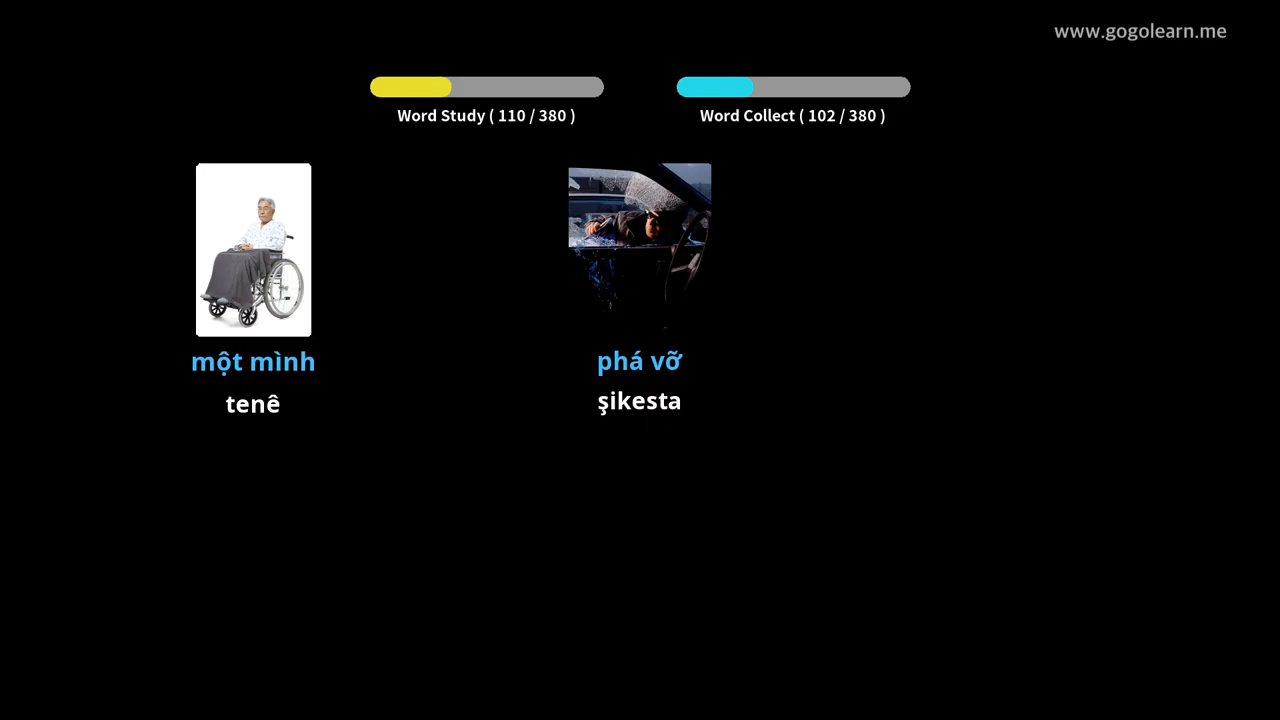 www.gogolearn.me
Word Study ( 110 / 380 )
Word Collect ( 102 / 380 )
một mình
tenê
phá vỡ
şikesta